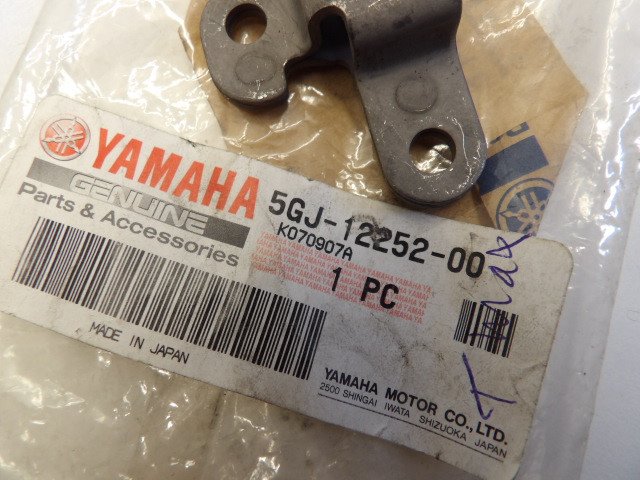 YAMAHA
GENUINE
Parts & Accessories
5GJ-12252-00
K070907A
1 PC
MADE IN JAPAN
YAMAHA MOTOR CO., LTD.
2500 SHINGAI IWATA SHIZUOKA JAPAN
T max